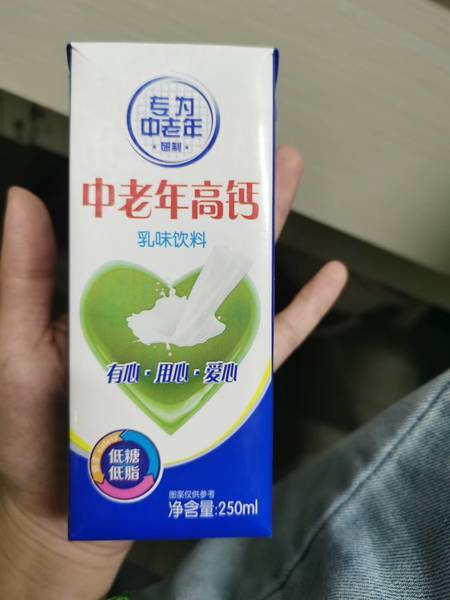 专为
中老年
·研制·
中老年高钙
乳味饮料
有心·用心·爱心
低糖
低脂
图案仅供参考
净含量:250ml